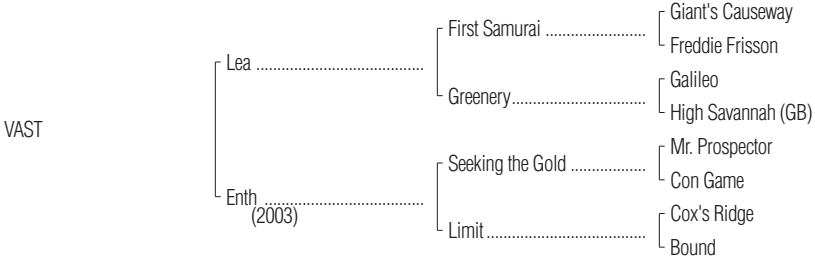 Giant's Causeway
First Samurai ........................
Freddie Frisson
Lea .......................................
Galileo
Greenery................................
High Savannah (GB)
VAST
Mr. Prospector
Seeking the Gold ..................
Con Game
Enth ......................................
(2003)
Cox's Ridge
Limit ......................................
Bound